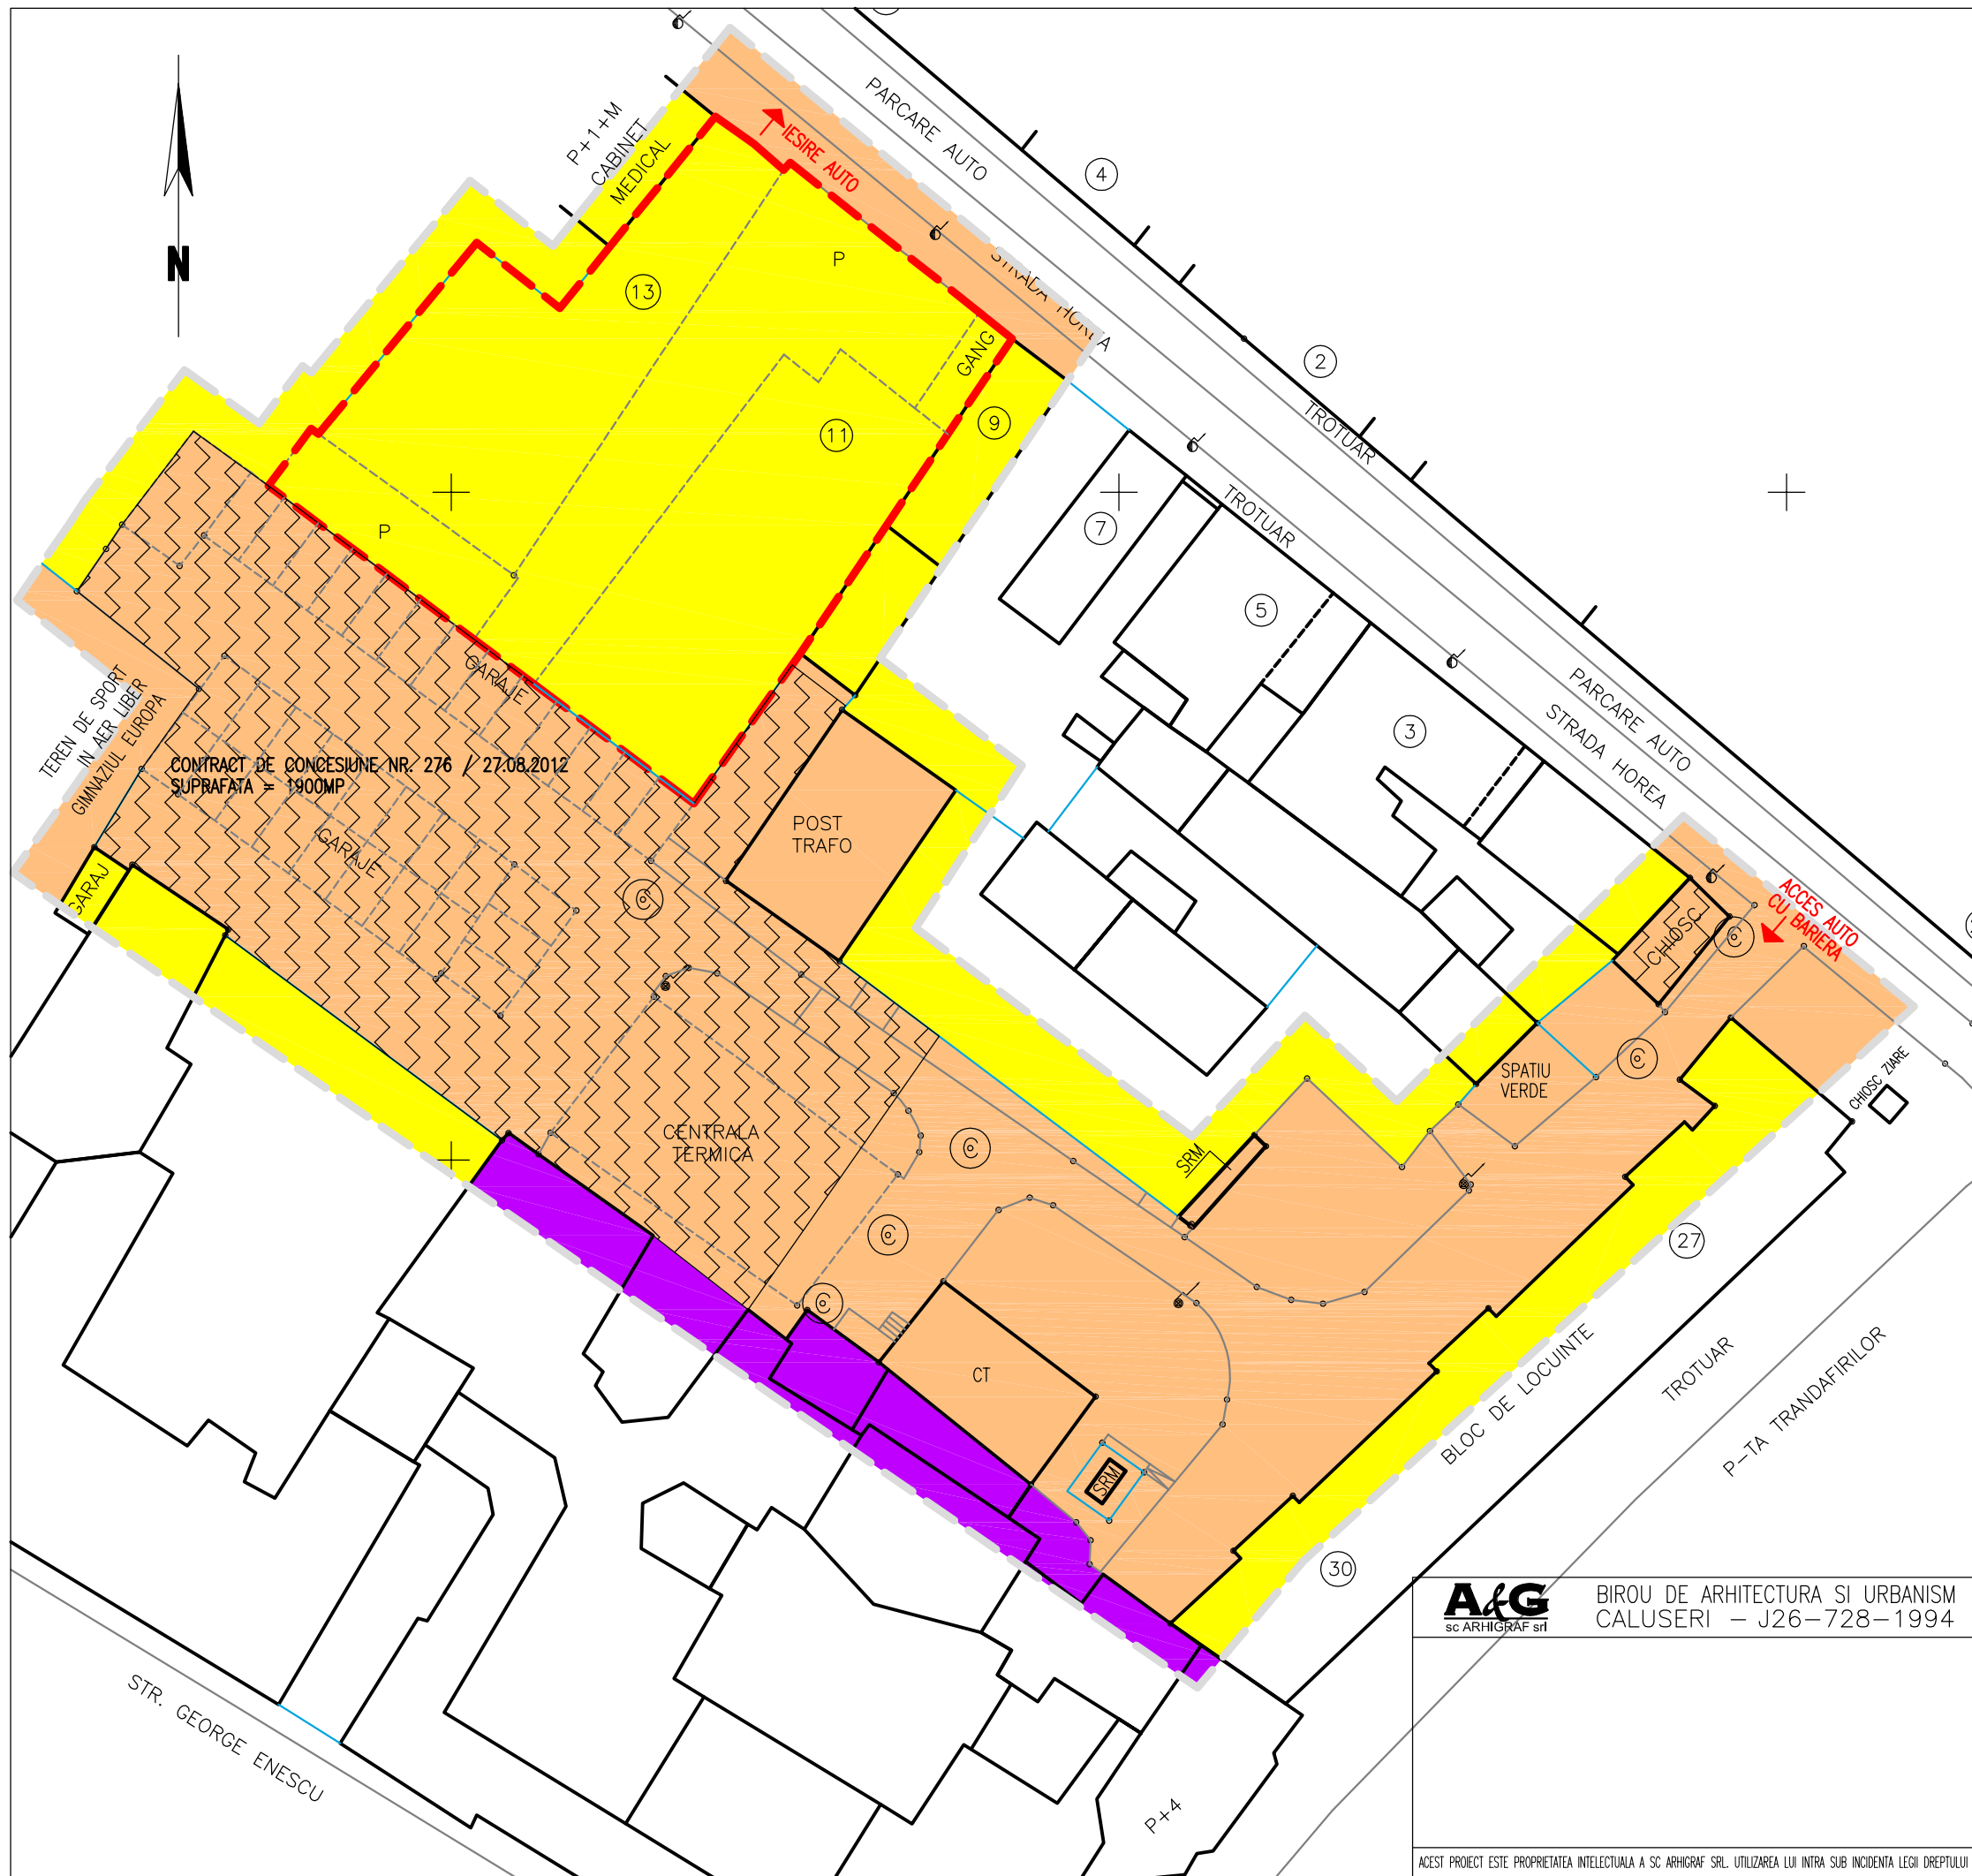 PARCARE AUTO
4
P+1+M
CABINET
MEDICAL
IESIRE AUTO
N
13
P
STRADA HOREA
2
GANG
TROTUAR
9
11
TROTUAR
7
P
5
GARAJE
PARCARE AUTO
STRADA HOREA
3
TEREN DE SPORT
IN AER LIBER
GIMNAZIUL EUROPA
CONTRACT DE CONCESIUNE NR. 276 / 27.08.2012
SUPRAFATA = 1900MP
GARAJE
POST
TRAFO
GARAJ
ACCES AUTO
CU BARIERA
CHIOSC
SPATIU
VERDE
CHIOSC ZIARE
CENTRALA
TERMICA
SRM
27
CT
BLOC DE LOCUINTE
TROTUAR
P-TA TRANDAFIRILOR
SRM
30
STR. GEORGE ENESCU
P+4
A&G
sc ARHIGRAF srl
BIROU DE ARHITECTURA SI URBANISM
CALUSERI - J26-728-1994
ACEST PROIECT ESTE PROPRIETATEA INTELECTUALA A SC ARHIGRAF SRL. UTILIZAREA LUI INTRA SUB INCIDENTA LEGII DREPTULUI